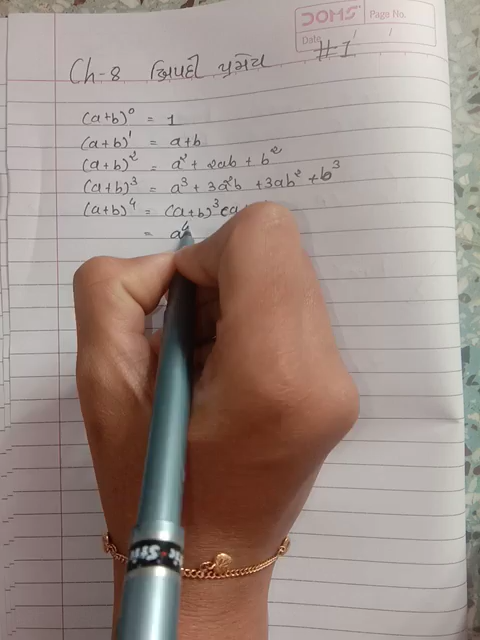 DOMS Page No.
Date / /
#-1
Ch-8 દ્વિપદી પ્રમેય
(a+b)⁰ = 1
(a+b)¹ = a+b
(a+b)² = a² + 2ab + b²
(a+b)³ = a³ + 3a²b + 3ab² + b³
(a+b)⁴ = (a+b)³(a
= a⁴